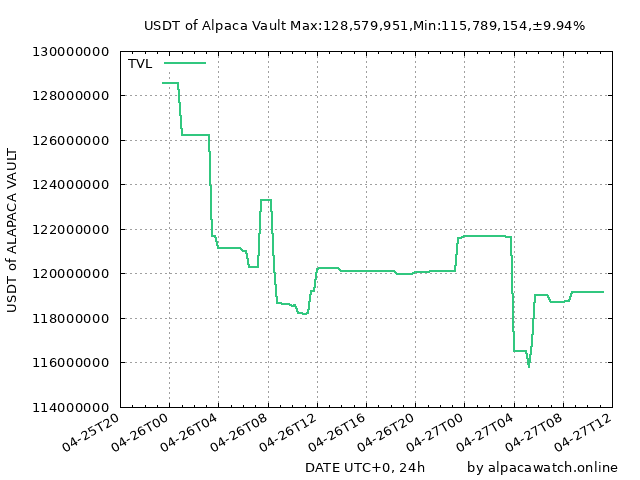 USDT of Alpaca Vault Max:128,579,951,Min:115,789,154,±9.94%
130000000
TVL
128000000
126000000
124000000
122000000
120000000
118000000
116000000
114000000
USDT of ALAPACA VAULT
04-25T20
04-26T00
04-26T04
04-26T08
04-26T12
04-26T16
04-26T20
04-27T00
04-27T04
04-27T08
04-27T12
DATE UTC+0, 24h by alpacawatch.online